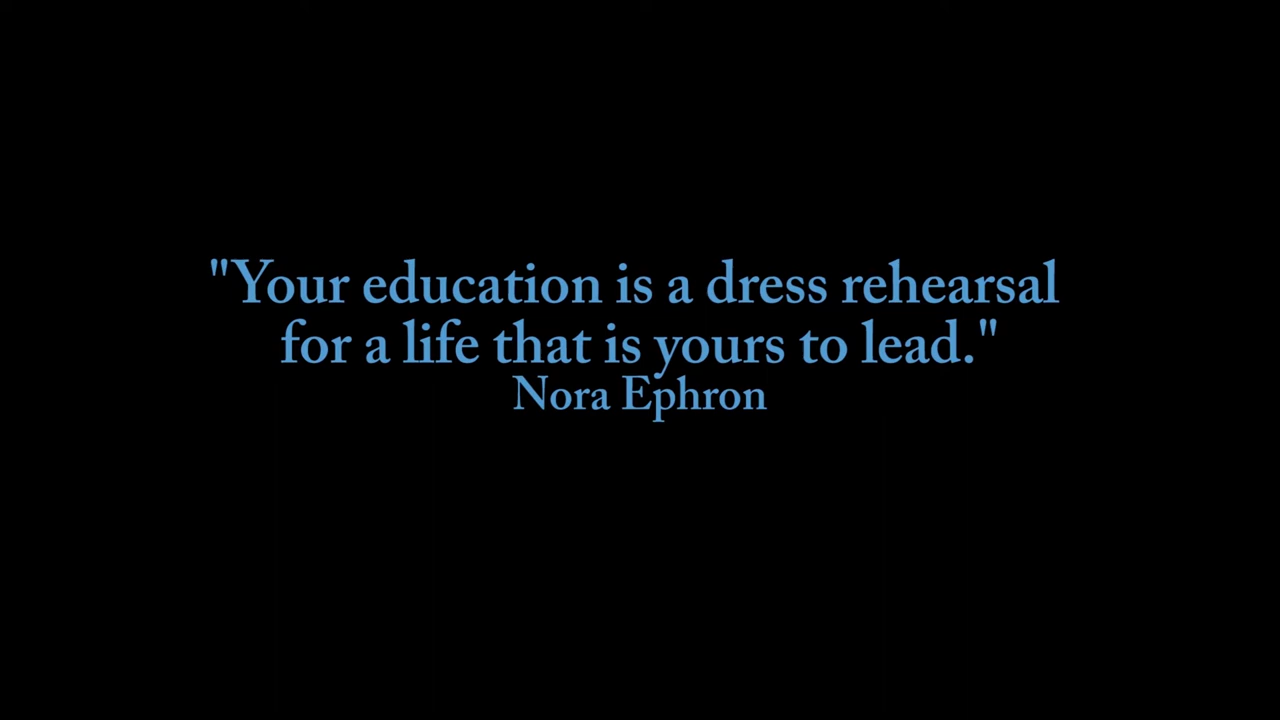 "Your education is a dress rehearsal
for a life that is yours to lead."
Nora Ephron